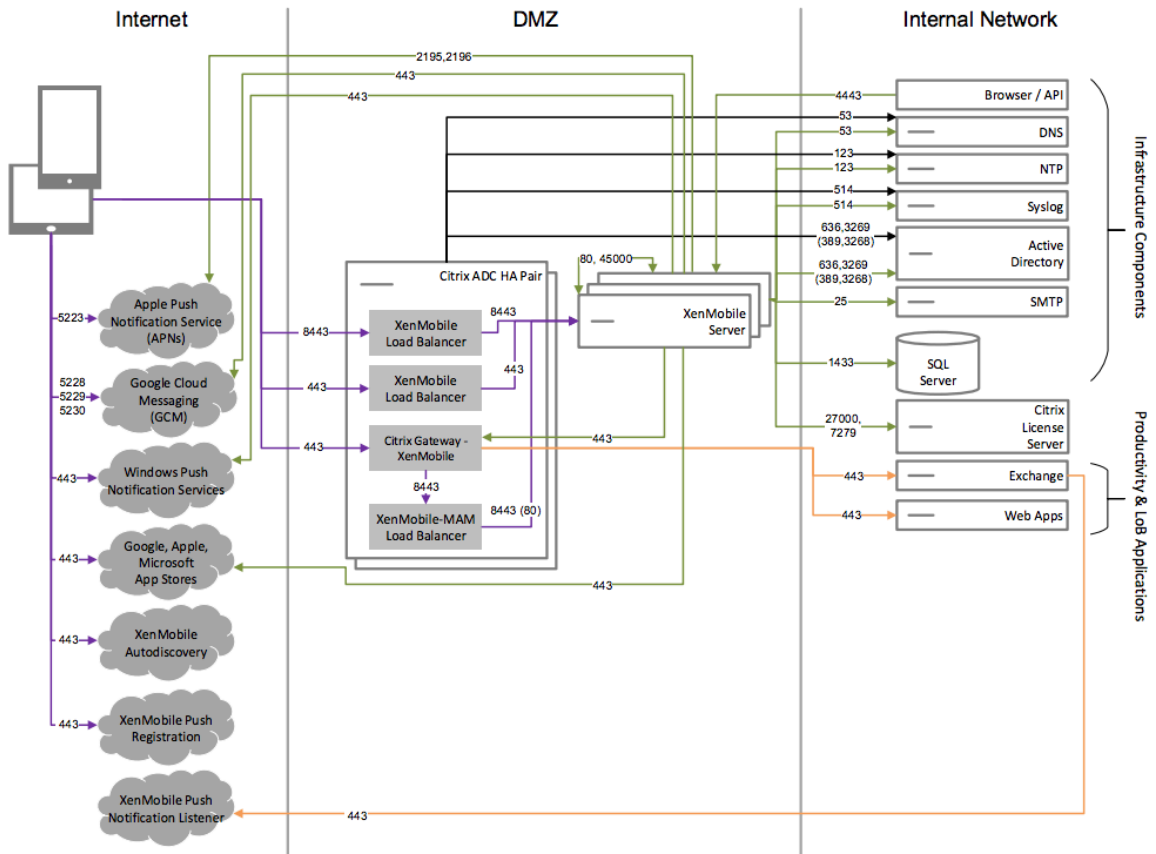 Internet
DMZ
Internal Network
2195,2196
443
443
4443
Browser / API
53
53
DNS
123
123
NTP
514
514
Syslog
636,3269
(389,3268)
636,3269
(389,3268)
Active
Directory
25
SMTP
1433
SQL
Server
27000,
7279
Citrix
License
Server
443
Exchange
443
Web Apps
Infrastructure Components
Productivity & LoB Applications
80, 45000
XenMobile
Server
Citrix ADC HA Pair
8443
XenMobile
Load Balancer
8443
443
XenMobile
Load Balancer
443
443
Citrix Gateway -
XenMobile
443
8443
XenMobile-MAM
Load Balancer
8443 (80)
443
5223
Apple Push
Notification Service
(APNs)
5228
5229
5230
Google Cloud
Messaging
(GCM)
443
Windows Push
Notification Services
443
Google, Apple,
Microsoft
App Stores
443
XenMobile
Autodiscovery
443
XenMobile Push
Registration
XenMobile Push
Notification Listener
443